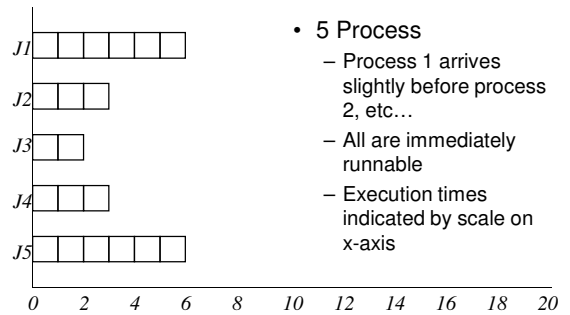 J1
J2
J3
J4
J5
0 2 4 6 8 10 12 14 16 18 20
• 5 Process
– Process 1 arrives
slightly before process
2, etc…
– All are immediately
runnable
– Execution times
indicated by scale on
x-axis